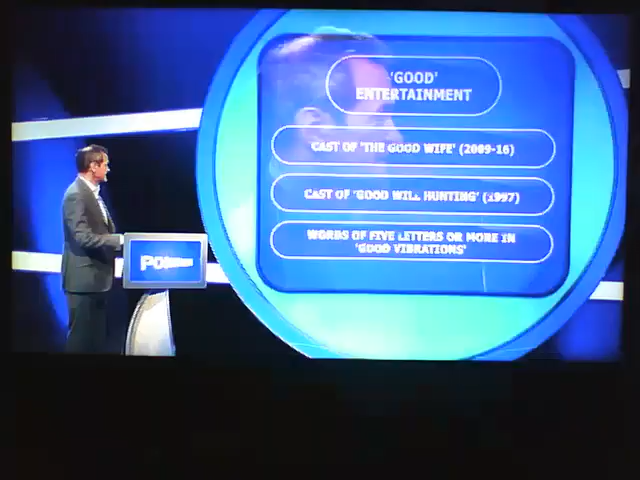 'GOOD'
ENTERTAINMENT
CAST OF 'THE GOOD WIFE' (2009-16)
CAST OF 'GOOD WILL HUNTING' (1997)
WORDS OF FIVE LETTERS OR MORE IN
'GOOD VIBRATIONS'